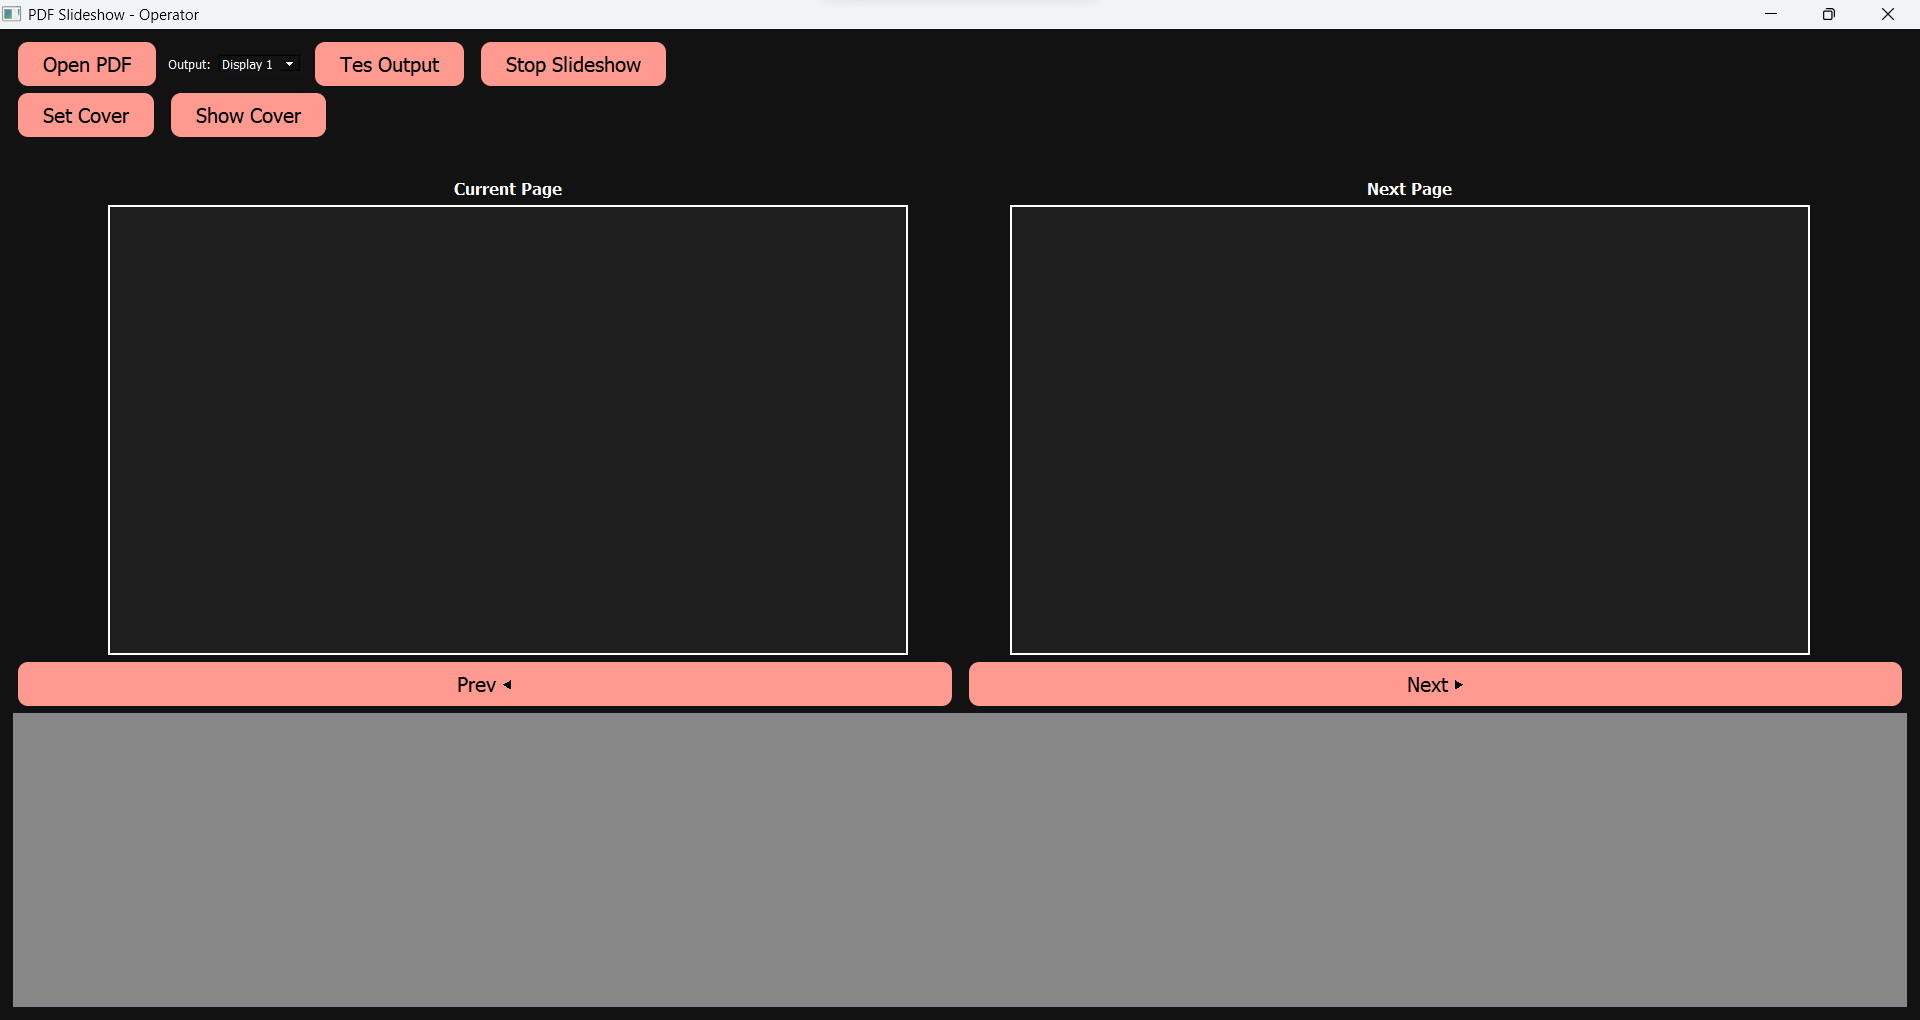 PDF Slideshow - Operator
Open PDF Output: Display 1 Tes Output Stop Slideshow
Set Cover Show Cover
Current Page Next Page
Prev ◂ Next ▸